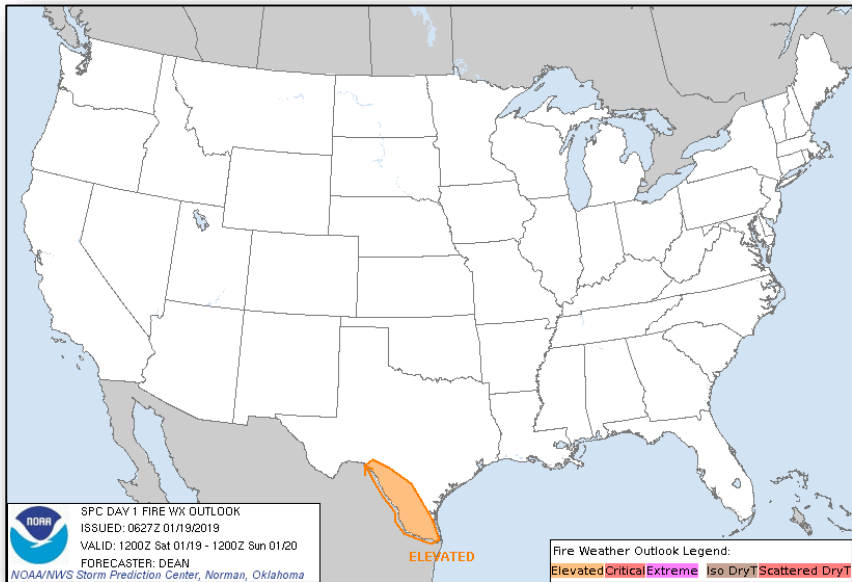 ELEVATED
NOAA
SPC DAY 1 FIRE WX OUTLOOK
ISSUED: 0627Z 01/19/2019
VALID: 1200Z Sat 01/19 - 1200Z Sun 01/20
FORECASTER: DEAN
NOAA/NWS Storm Prediction Center, Norman, Oklahoma
Fire Weather Outlook Legend:
Elevated Critical Extreme Iso DryT Scattered DryT